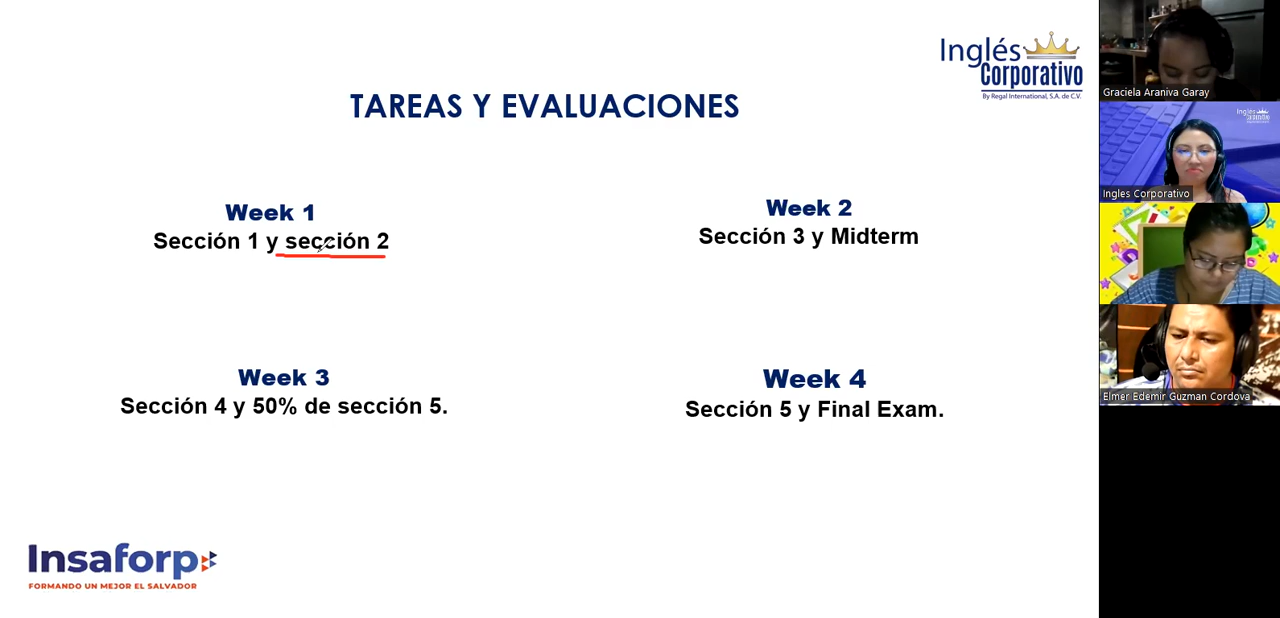 Inglés
Corporativo
By Regal International, S.A. de C.V.
TAREAS Y EVALUACIONES
Week 1
Sección 1 y sección 2
Week 2
Sección 3 y Midterm
Week 3
Sección 4 y 50% de sección 5.
Week 4
Sección 5 y Final Exam.
Insaforp
FORMANDO UN MEJOR EL SALVADOR
Graciela Araniva Garay
Inglés
Corporativo
Ingles Corporativo
Elmer Edemir Guzman Cordova